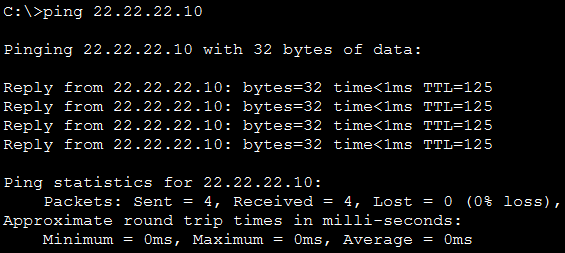 C:\>ping 22.22.22.10
Pinging 22.22.22.10 with 32 bytes of data:
Reply from 22.22.22.10: bytes=32 time<1ms TTL=125
Reply from 22.22.22.10: bytes=32 time<1ms TTL=125
Reply from 22.22.22.10: bytes=32 time<1ms TTL=125
Reply from 22.22.22.10: bytes=32 time<1ms TTL=125
Ping statistics for 22.22.22.10:
    Packets: Sent = 4, Received = 4, Lost = 0 (0% loss),
Approximate round trip times in milli-seconds:
    Minimum = 0ms, Maximum = 0ms, Average = 0ms